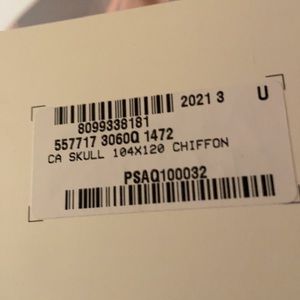 2021 3 U
8099338181
557717 3060Q 1472
CA SKULL 104X120 CHIFFON
PSAQ100032